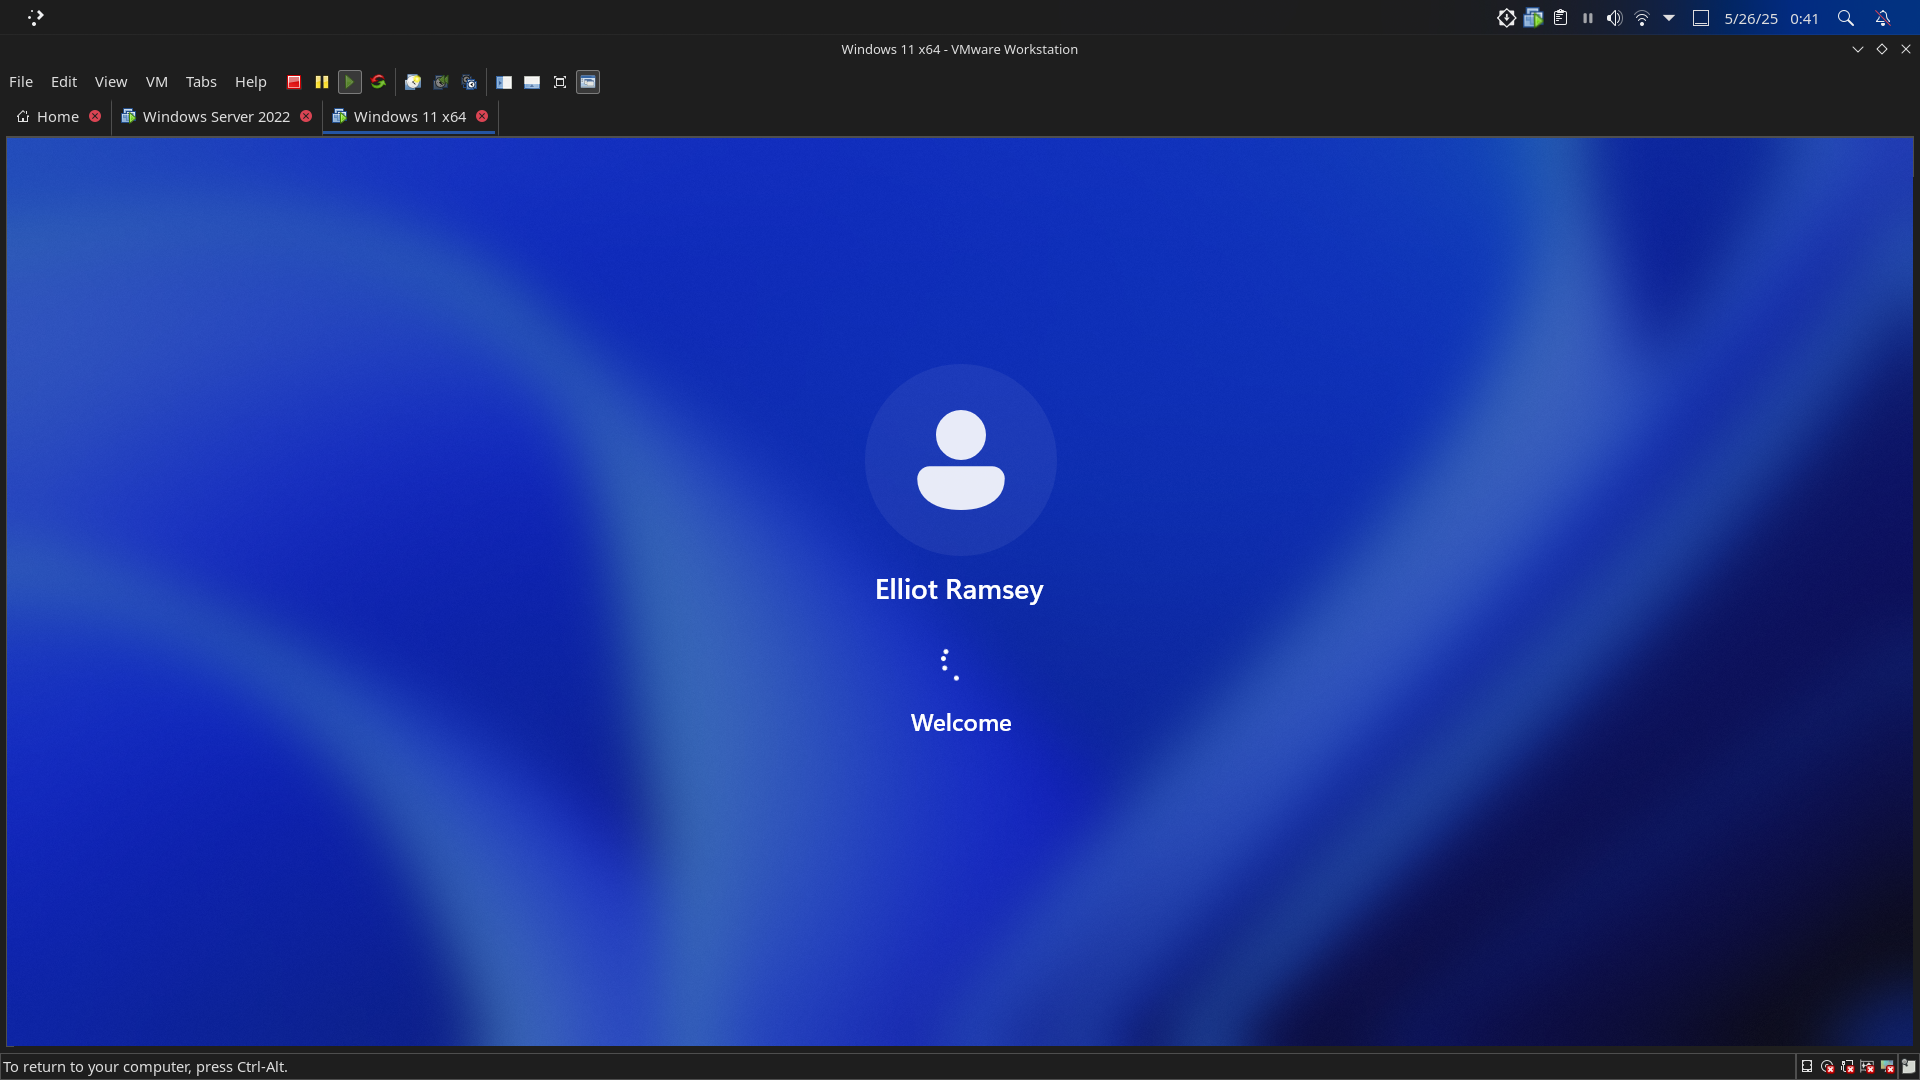 5/26/25 0:41
Windows 11 x64 - VMware Workstation
File Edit View VM Tabs Help
Home Windows Server 2022 Windows 11 x64
Elliot Ramsey
Welcome
To return to your computer, press Ctrl-Alt.